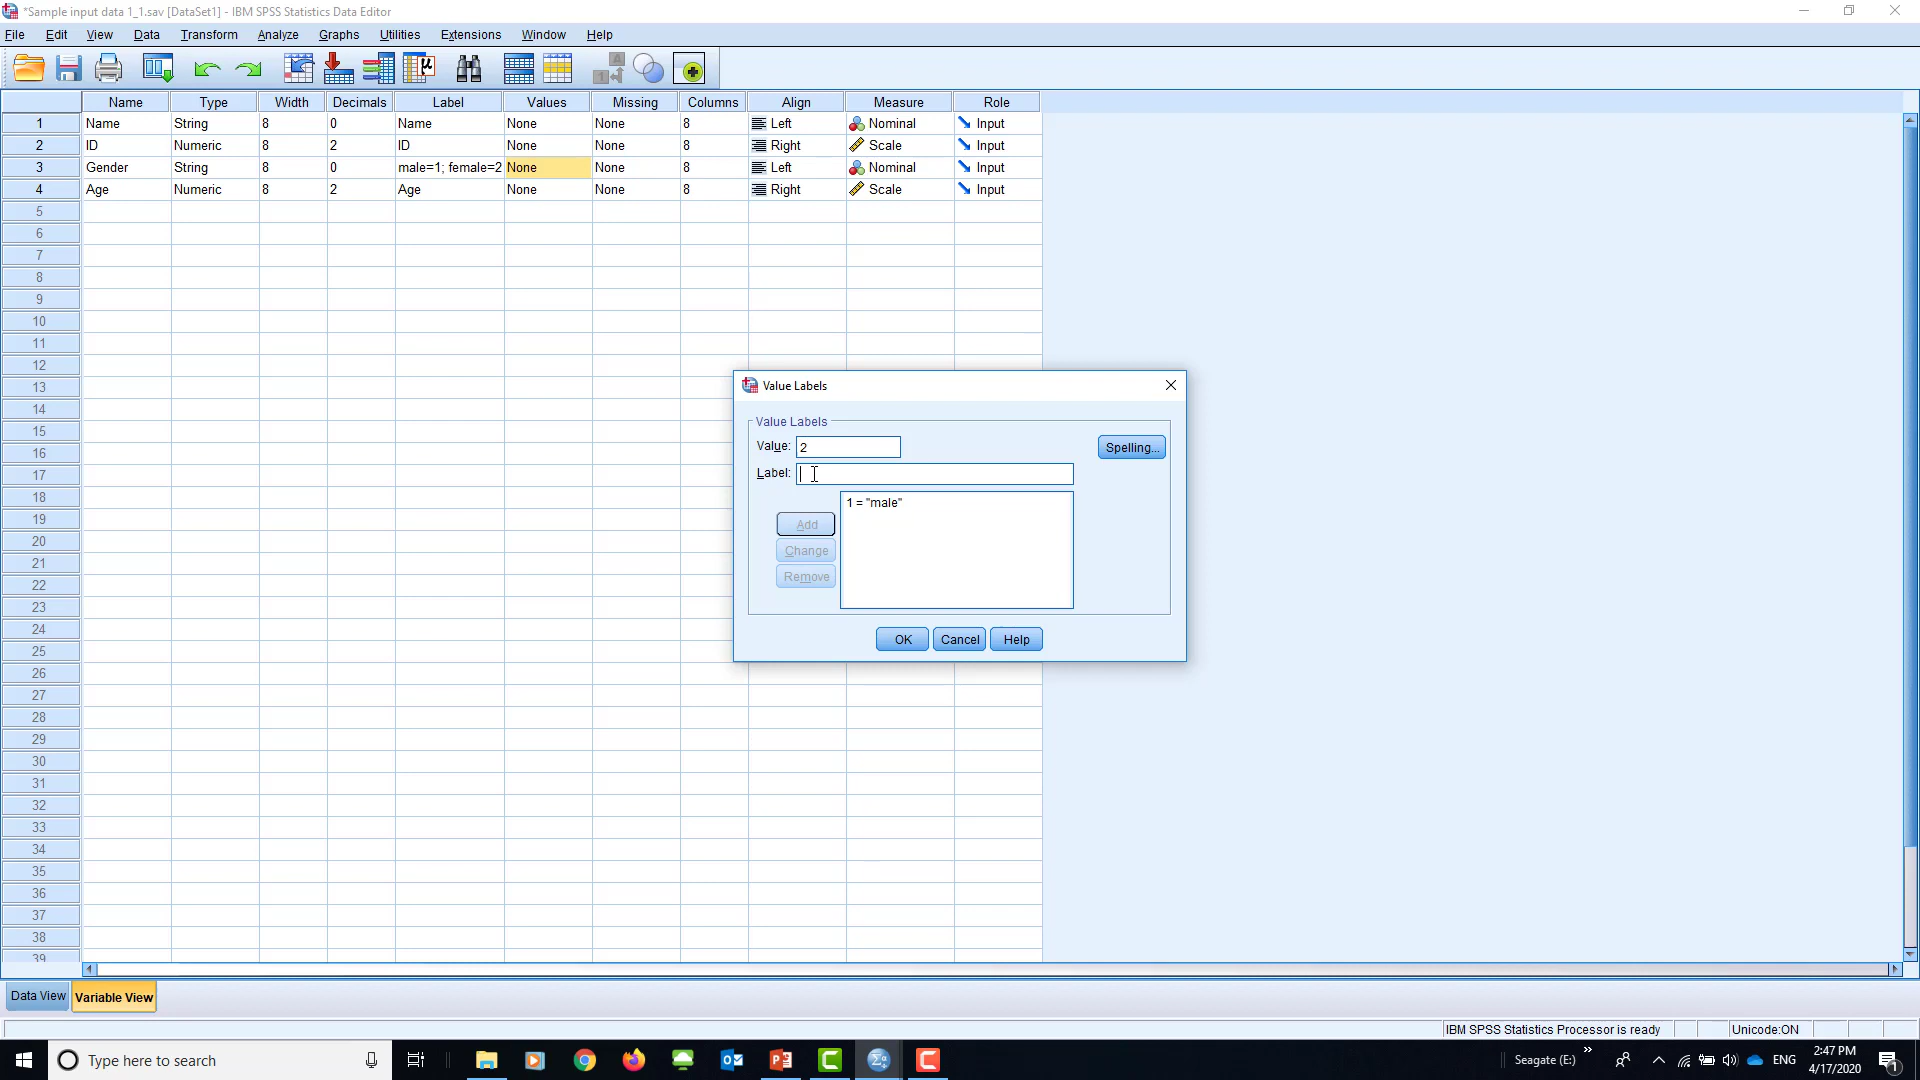 *Sample input data 1_1.sav [DataSet1] - IBM SPSS Statistics Data Editor
File Edit View Data Transform Analyze Graphs Utilities Extensions Window Help
Name Type Width Decimals Label Values Missing Columns Align Measure Role
1 Name String 8 0 Name None None 8 Left Nominal Input
2 ID Numeric 8 2 ID None None 8 Right Scale Input
3 Gender String 8 0 male=1; female=2 None None 8 Left Nominal Input
4 Age Numeric 8 2 Age None None 8 Right Scale Input
5
6
7
8
9
10
11
12
13
14
15
16
17
18
19
20
21
22
23
24
25
26
27
28
29
30
31
32
33
34
35
36
37
38
39
Value Labels
Value Labels
Value: 2 Spelling...
Label:
1 = "male"
Add
Change
Remove
OK Cancel Help
Data View Variable View
IBM SPSS Statistics Processor is ready Unicode:ON
Type here to search
Seagate (E:) ENG 2:47 PM
4/17/2020
1